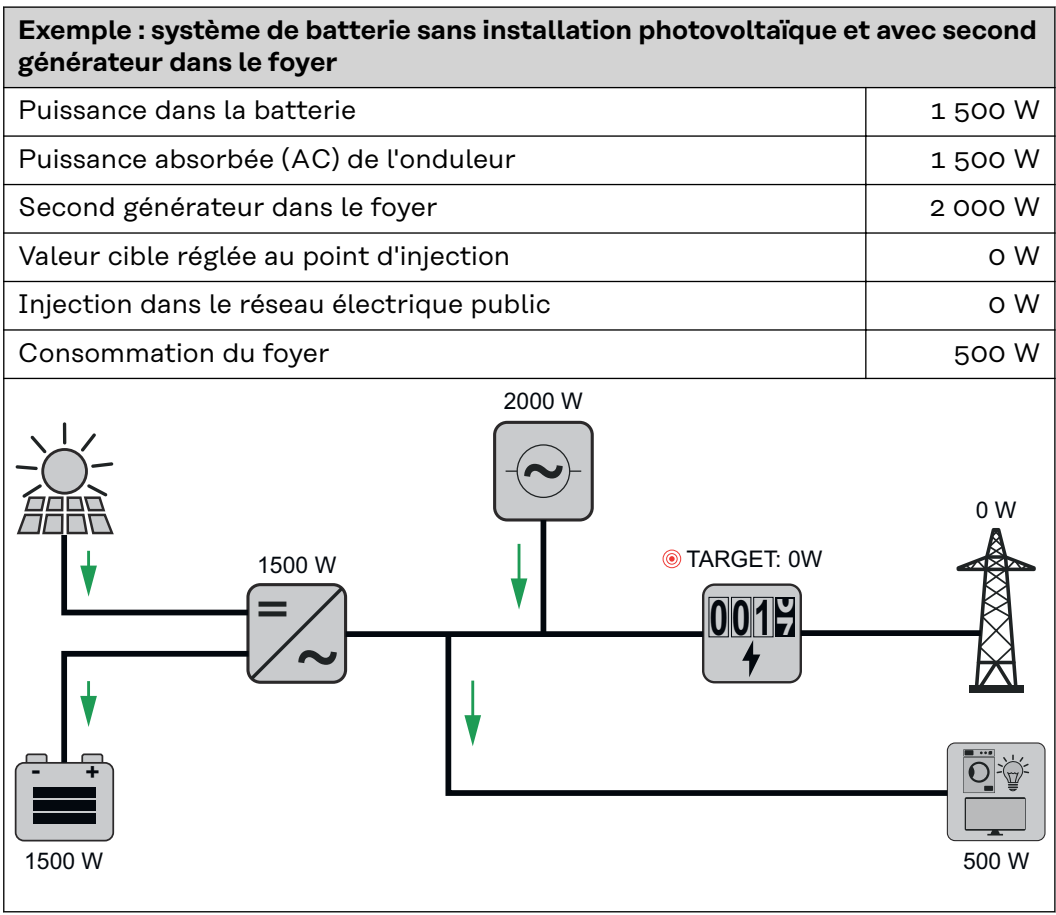 Exemple : système de batterie sans installation photovoltaïque et avec second
générateur dans le foyer
Puissance dans la batterie 1 500 W
Puissance absorbée (AC) de l'onduleur 1 500 W
Second générateur dans le foyer 2 000 W
Valeur cible réglée au point d'injection 0 W
Injection dans le réseau électrique public 0 W
Consommation du foyer 500 W
2000 W
0 W
1500 W
TARGET: 0W
001
- +
1500 W
500 W